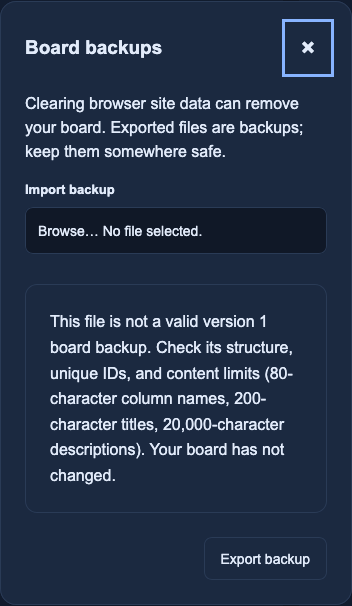 Board backups
×
Clearing browser site data can remove
your board. Exported files are backups;
keep them somewhere safe.
Import backup
Browse… No file selected.
This file is not a valid version 1
board backup. Check its structure,
unique IDs, and content limits (80-
character column names, 200-
character titles, 20,000-character
descriptions). Your board has not
changed.
Export backup